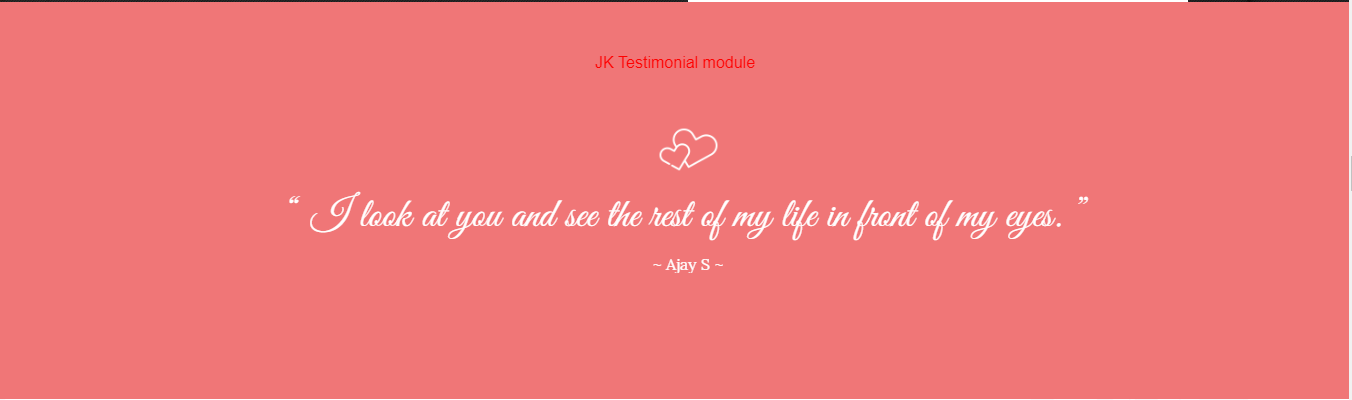 JK Testimonial module
“ I look at you and see the rest of my life in front of my eyes. ”
~ Ajay S ~